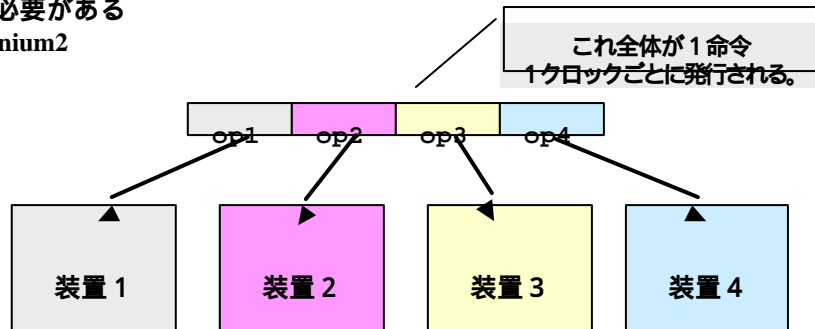 必要がある
nium2
これ全体が1命令
1クロックごとに発行される。
op1 op2 op3 op4
装置1 装置2 装置3 装置4